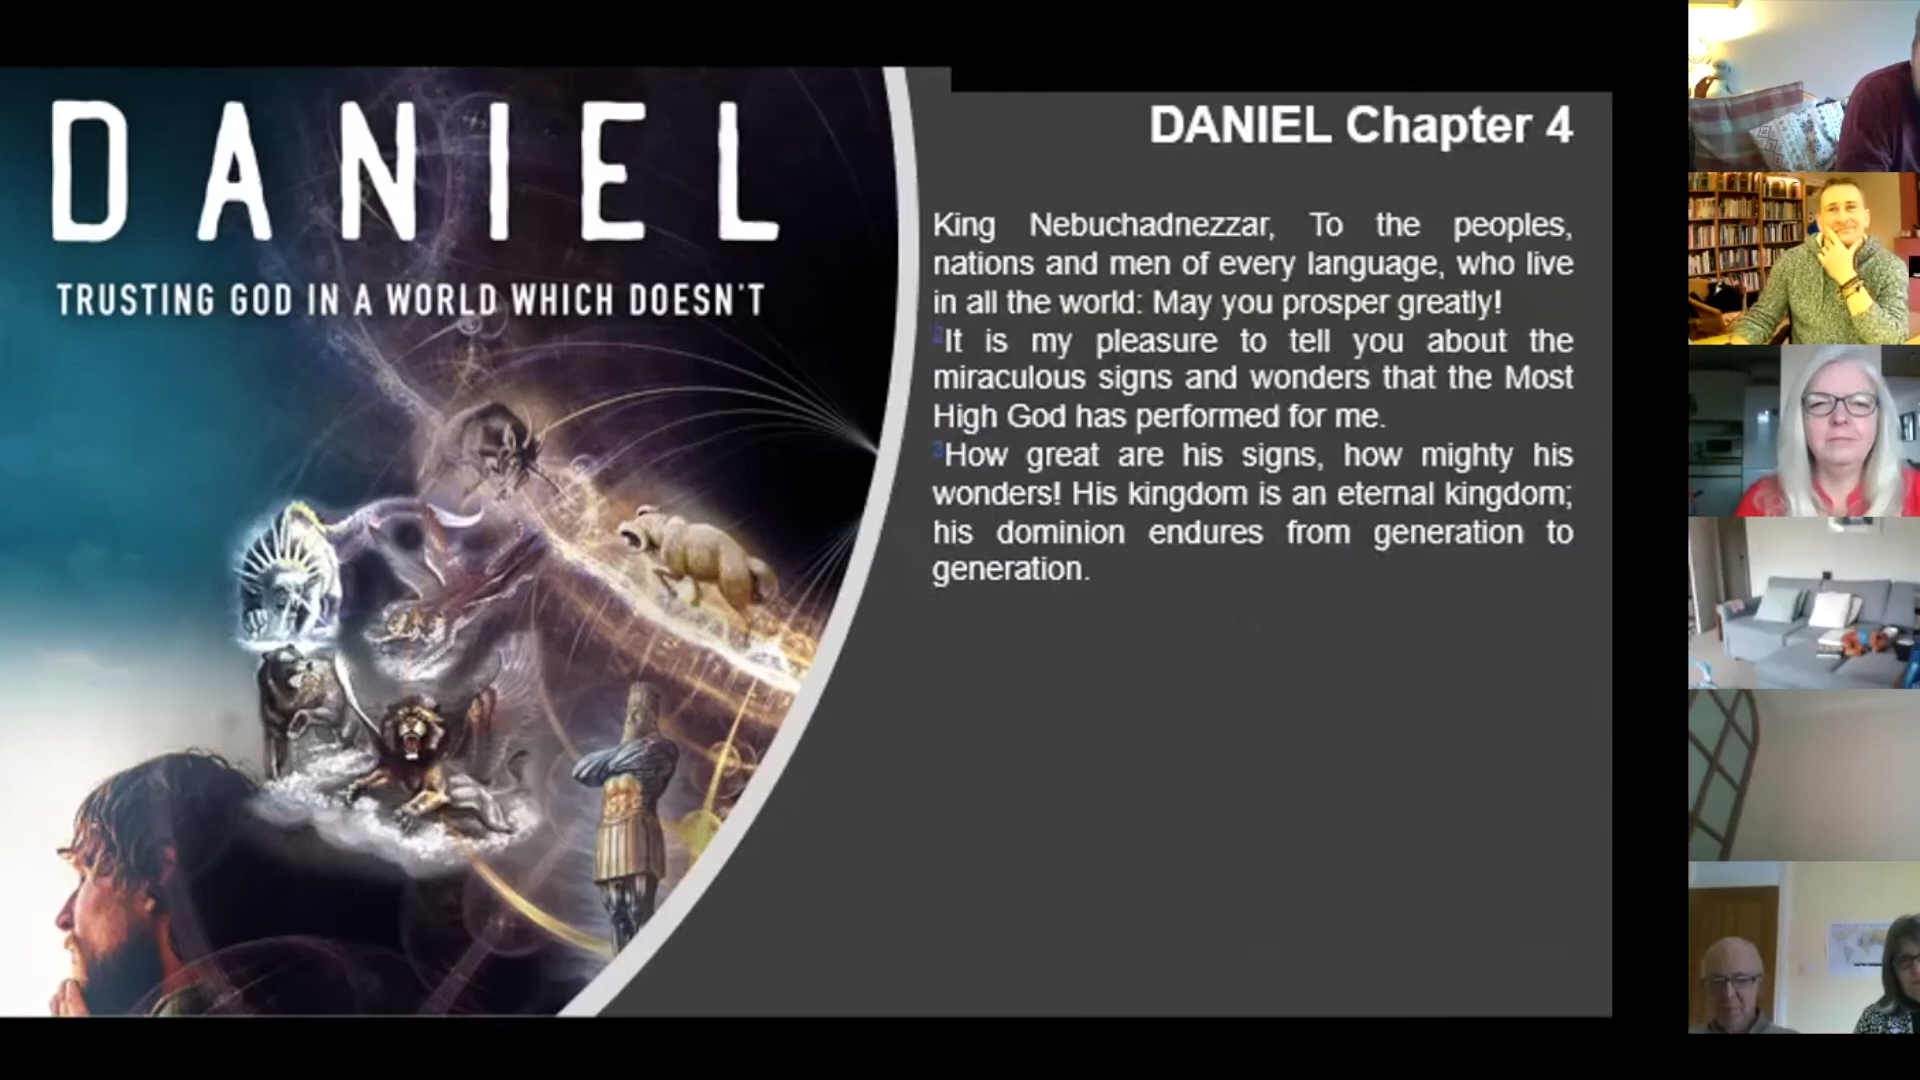 DANIEL
TRUSTING GOD IN A WORLD WHICH DOESN'T
DANIEL Chapter 4
King Nebuchadnezzar, To the peoples,
nations and men of every language, who live
in all the world: May you prosper greatly!
2It is my pleasure to tell you about the
miraculous signs and wonders that the Most
High God has performed for me.
3How great are his signs, how mighty his
wonders! His kingdom is an eternal kingdom;
his dominion endures from generation to
generation.